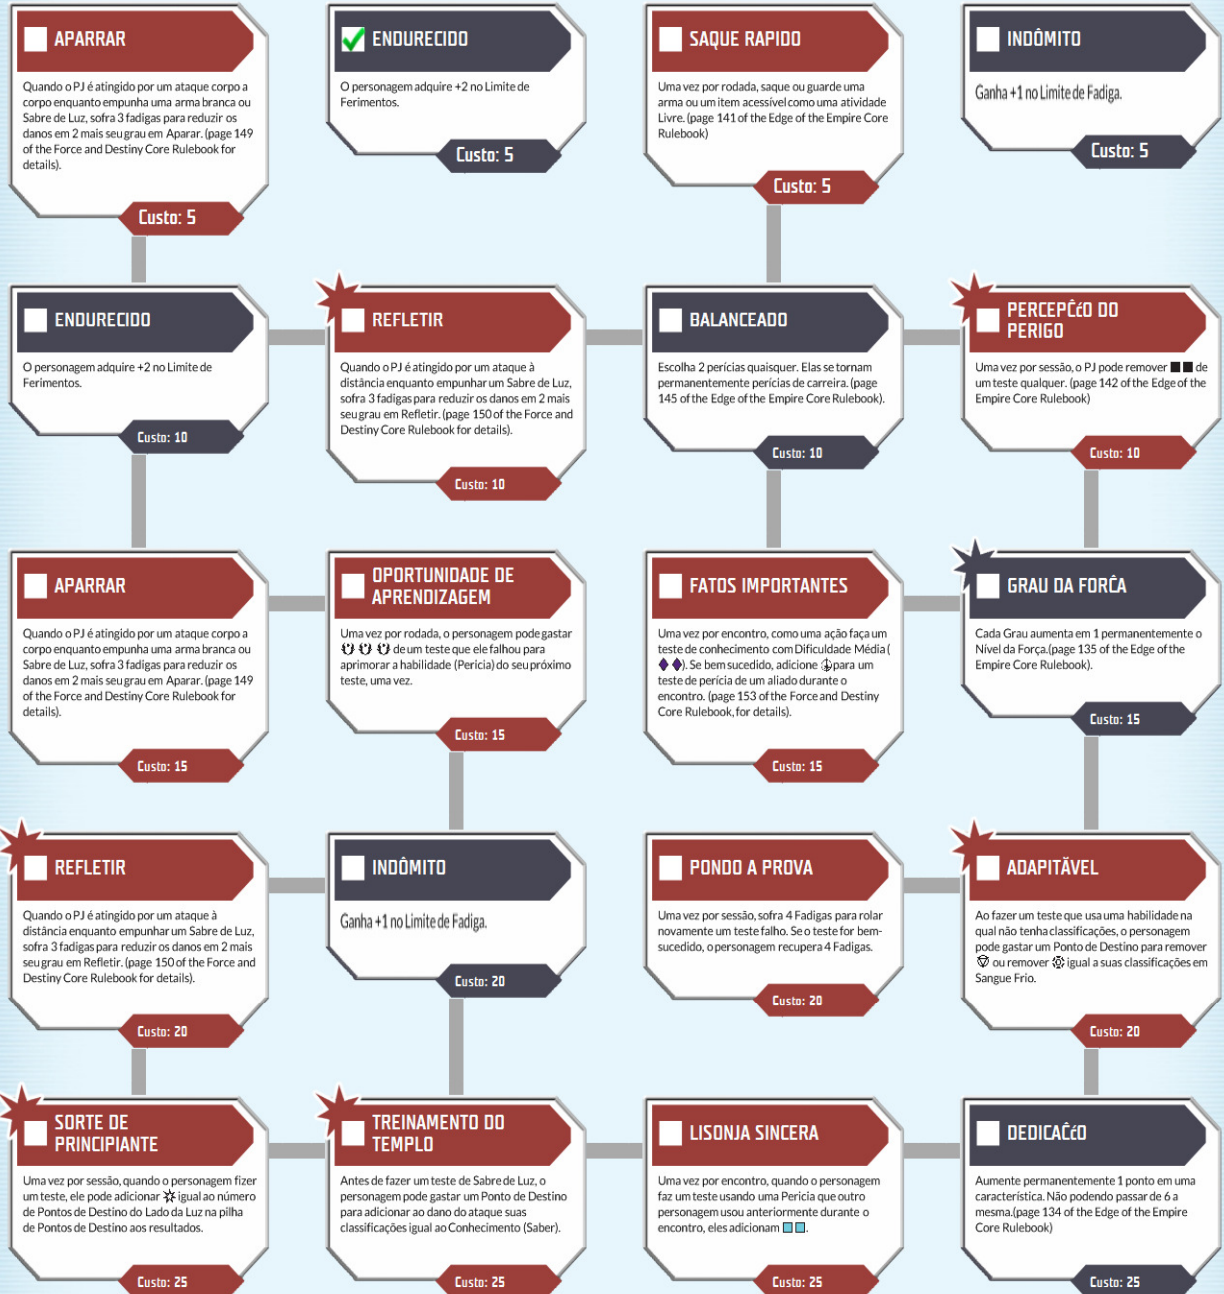 APARRAR
Quando o PJ é atingido por um ataque corpo a
corpo enquanto empunha uma arma branca ou
Sabre de Luz, sofra 3 fadigas para reduzir os
danos em 2 mais seu grau em Aparar. (page 149
of the Force and Destiny Core Rulebook for
details).
Custo: 5
ENDURECIDO
O personagem adquire +2 no Limite de
Ferimentos.
Custo: 5
SAQUE RAPIDO
Uma vez por rodada, saque ou guarde uma
arma ou um item acessível como uma atividade
Livre. (page 141 of the Edge of the Empire Core
Rulebook)
Custo: 5
INDÔMITO
Ganha +1 no Limite de Fadiga.
Custo: 5
ENDURECIDO
O personagem adquire +2 no Limite de
Ferimentos.
Custo: 10
REFLETIR
Quando o PJ é atingido por um ataque à
distância enquanto empunhar um Sabre de Luz,
sofra 3 fadigas para reduzir os danos em 2 mais
seu grau em Refletir. (page 150 of the Force and
Destiny Core Rulebook for details).
Custo: 10
BALANCEADO
Escolha 2 perícias quaisquer. Elas se tornam
permanentemente perícias de carreira. (page
145 of the Edge of the Empire Core Rulebook).
Custo: 10
PERCEPĈéO DO
PERIGO
Uma vez por sessão, o PJ pode remover ■ ■ de
um teste qualquer. (page 142 of the Edge of the
Empire Core Rulebook)
Custo: 10
APARRAR
Quando o PJ é atingido por um ataque corpo a
corpo enquanto empunha uma arma branca ou
Sabre de Luz, sofra 3 fadigas para reduzir os
danos em 2 mais seu grau em Aparar. (page 149
of the Force and Destiny Core Rulebook for
details).
Custo: 15
OPORTUNIDADE DE
APRENDIZAGEM
Uma vez por rodada, o personagem pode gastar
de um teste que ele falhou para
aprimorar a habilidade (Pericia) do seu próximo
teste, uma vez.
Custo: 15
FATOS IMPORTANTES
Uma vez por encontro, como uma ação faça um
teste de conhecimento com Dificuldade Média (
◆ ◆). Se bem sucedido, adicione para um
teste de perícia de um aliado durante o
encontro. (page 153 of the Force and Destiny
Core Rulebook, for details).
Custo: 15
GRAU DA FORĈA
Cada Grau aumenta em 1 permanentemente o
Nível da Força.(page 135 of the Edge of the
Empire Core Rulebook).
Custo: 15
REFLETIR
Quando o PJ é atingido por um ataque à
distância enquanto empunhar um Sabre de Luz,
sofra 3 fadigas para reduzir os danos em 2 mais
seu grau em Refletir. (page 150 of the Force and
Destiny Core Rulebook for details).
Custo: 20
INDÔMITO
Ganha +1 no Limite de Fadiga.
Custo: 20
PONDO A PROVA
Uma vez por sessão, sofra 4 Fadigas para rolar
novamente um teste falho. Se o teste for bem-
sucedido, o personagem recupera 4 Fadigas.
Custo: 20
ADAPITÃVEL
Ao fazer um teste que usa uma habilidade na
qual não tenha classificações, o personagem
pode gastar um Ponto de Destino para remover
ou remover igual a suas classificações em
Sangue Frio.
Custo: 20
SORTE DE
PRINCIPIANTE
Uma vez por sessão, quando o personagem fizer
um teste, ele pode adicionar igual ao número
de Pontos de Destino do Lado da Luz na pilha
de Pontos de Destino aos resultados.
Custo: 25
TREINAMENTO DO
TEMPLO
Antes de fazer um teste de Sabre de Luz, o
personagem pode gastar um Ponto de Destino
para adicionar ao dano do ataque suas
classificações igual ao Conhecimento (Saber).
Custo: 25
LISONJA SINCERA
Uma vez por encontro, quando o personagem
faz um teste usando uma Pericia que outro
personagem usou anteriormente durante o
encontro, eles adicionam ■ ■.
Custo: 25
DEDICAĈéO
Aumente permanentemente 1 ponto em uma
característica. Não podendo passar de 6 a
mesma.(page 134 of the Edge of the Empire
Core Rulebook)
Custo: 25